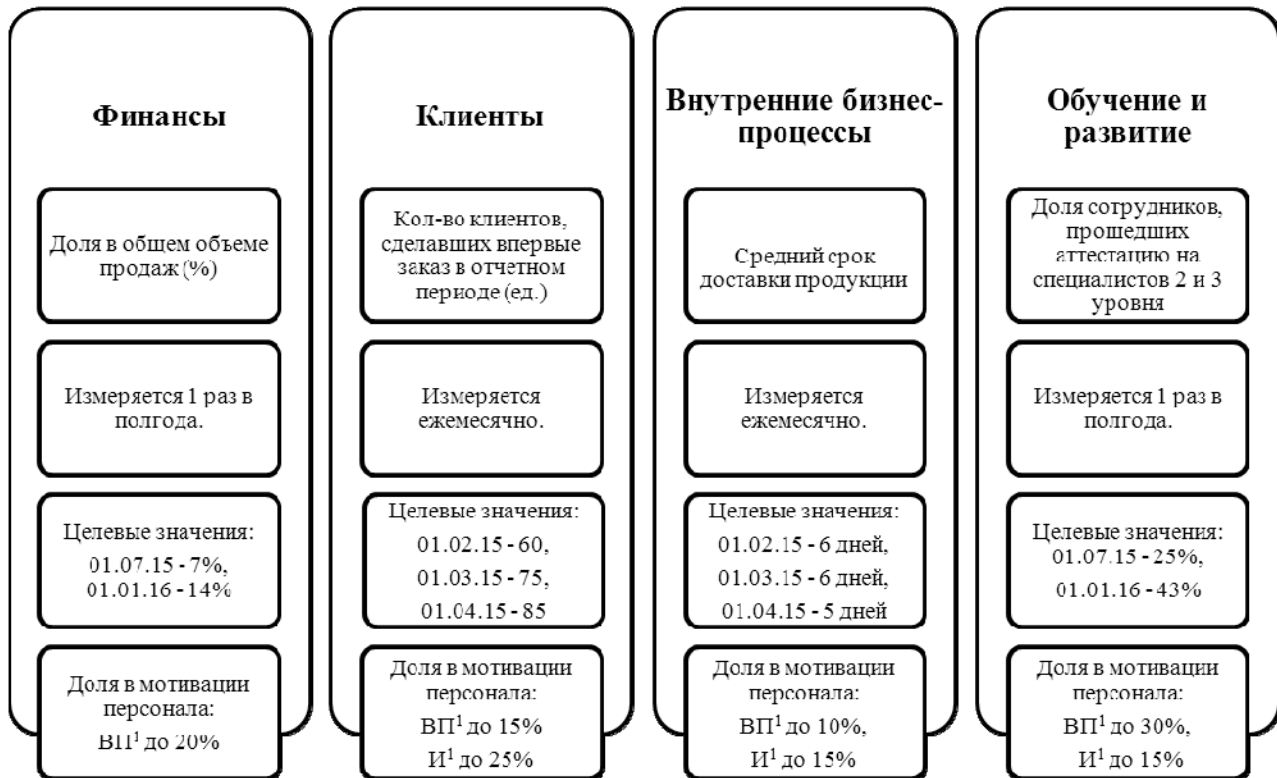 Финансы
Доля в общем объеме
продаж (%)
Измеряется 1 раз в
полгода.
Целевые значения:
01.07.15 - 7%,
01.01.16 - 14%
Доля в мотивации
персонала:
ВП¹ до 20%
Клиенты
Кол-во клиентов,
сделавших впервые
заказ в отчетном
периоде (ед.)
Измеряется
ежемесячно.
Целевые значения:
01.02.15 - 60,
01.03.15 - 75,
01.04.15 - 85
Доля в мотивации
персонала:
ВП¹ до 15%
И¹ до 25%
Внутренние бизнес-
процессы
Средний срок
доставки продукции
Измеряется
ежемесячно.
Целевые значения:
01.02.15 - 6 дней,
01.03.15 - 6 дней,
01.04.15 - 5 дней
Доля в мотивации
персонала:
ВП¹ до 10%,
И¹ до 15%
Обучение и
развитие
Доля сотрудников,
прошедших
аттестацию на
специалистов 2 и 3
уровня
Измеряется 1 раз в
полгода.
Целевые значения:
01.07.15 - 25%,
01.01.16 - 43%
Доля в мотивации
персонала:
ВП¹ до 30%,
И¹ до 15%